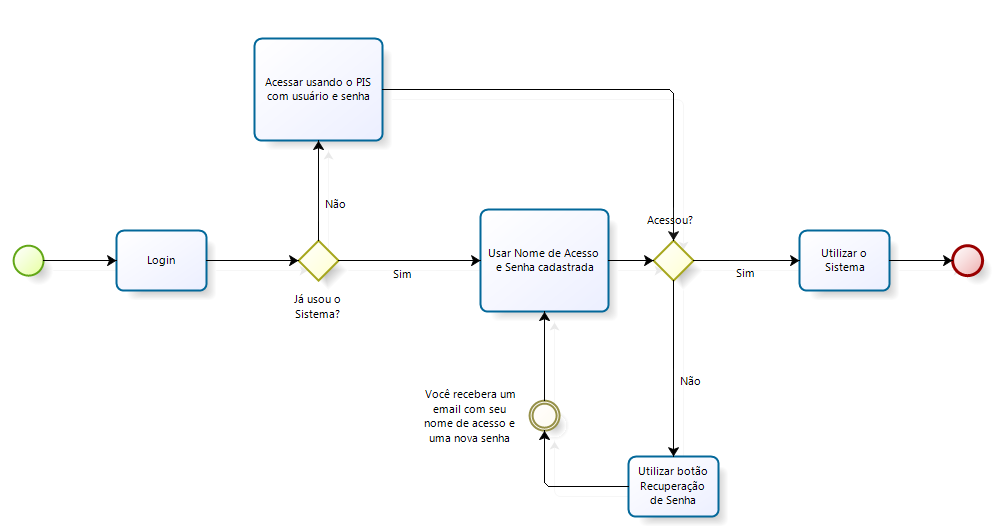 Acessar usando o PIS
com usuário e senha
Não
Login
Sim
Já usou o
Sistema?
Usar Nome de Acesso
e Senha cadastrada
Acessou?
Sim
Utilizar o
Sistema
Não
Você recebera um
email com seu
nome de acesso e
uma nova senha
Utilizar botão
Recuperação
de Senha